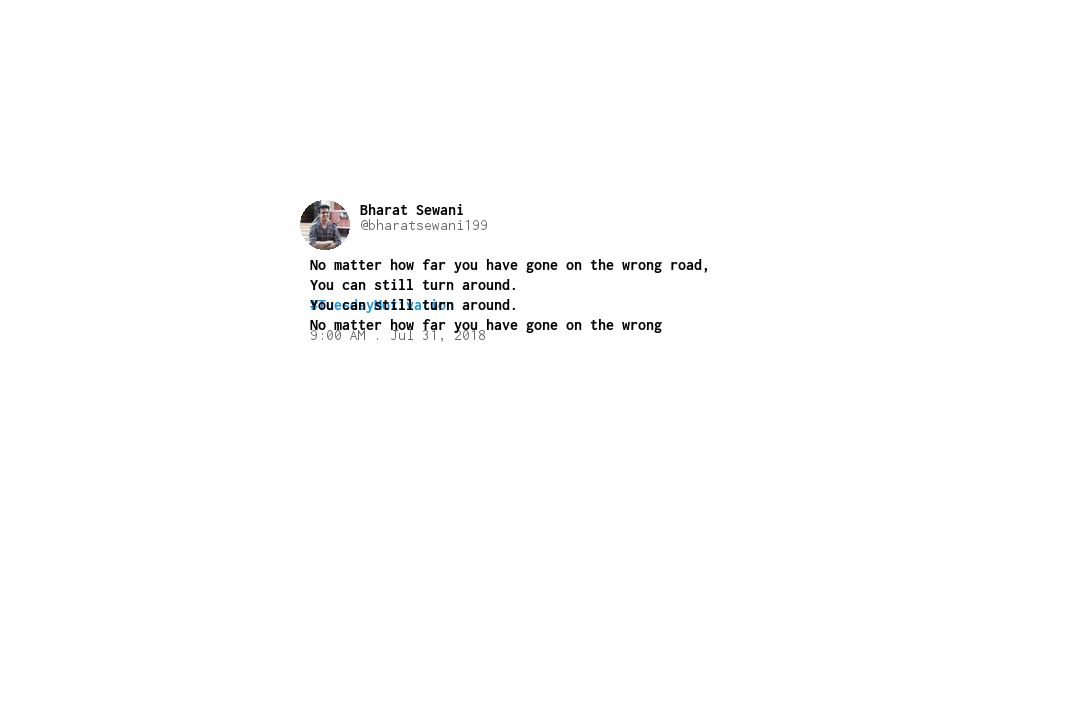 Bharat Sewani
@bharatsewani199
No matter how far you have gone on the wrong road,
You can still turn around.
#TuesdayMotivation
You can still turn around.
No matter how far you have gone on the wrong
9:00 AM . Jul 31, 2018